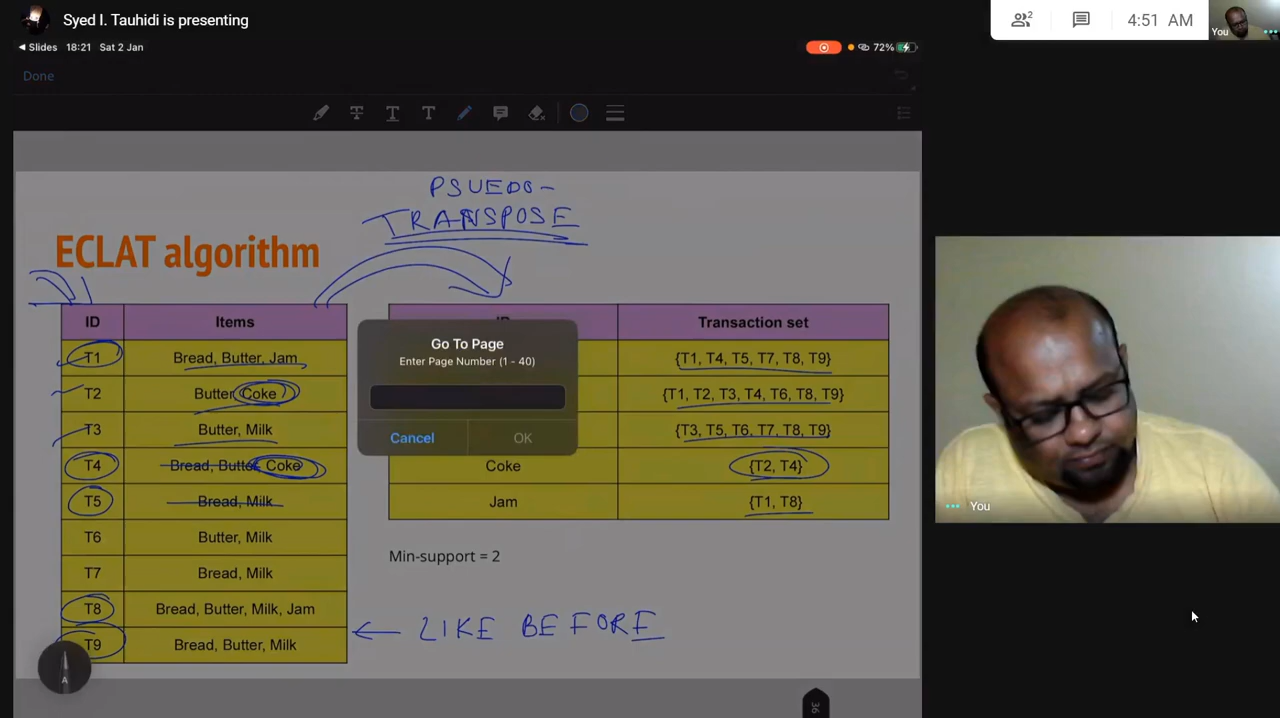 Syed I. Tauhidi is presenting
2
4:51 AM
You
Slides 18:21 Sat 2 Jan
72%
Done
PSUEDO-
TRANSPOSE
ECLAT algorithm
ID Items
T1 Bread, Butter, Jam
T2 Butter, Coke
T3 Butter, Milk
T4 Bread, Butter, Coke
T5 Bread, Milk
T6 Butter, Milk
T7 Bread, Milk
T8 Bread, Butter, Milk, Jam
T9 Bread, Butter, Milk
Transaction set
{T1, T4, T5, T7, T8, T9}
{T1, T2, T3, T4, T6, T8, T9}
{T3, T5, T6, T7, T8, T9}
Coke {T2, T4}
Jam {T1, T8}
Go To Page
Enter Page Number (1 - 40)
Cancel OK
Min-support = 2
LIKE BEFORE
A
36
You